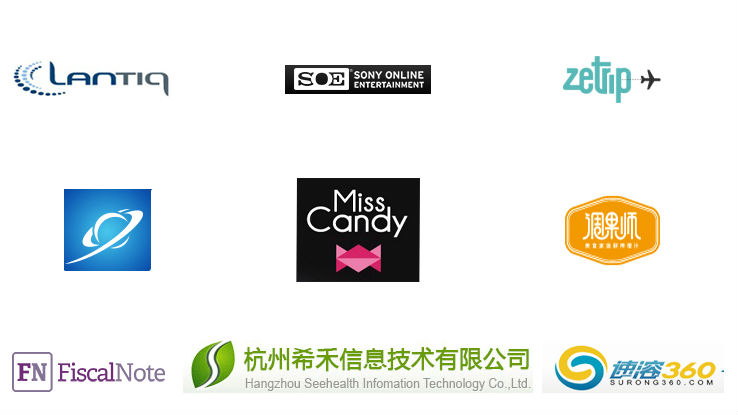 LANTIQ
SOE SONY ONLINE
ENTERTAINMENT
zetrip
Miss
Candy
调果师
FN FiscalNote
杭州希禾信息技术有限公司
Hangzhou Seehealth Infomation Technology Co.,Ltd.
速溶360
SURONG360.COM